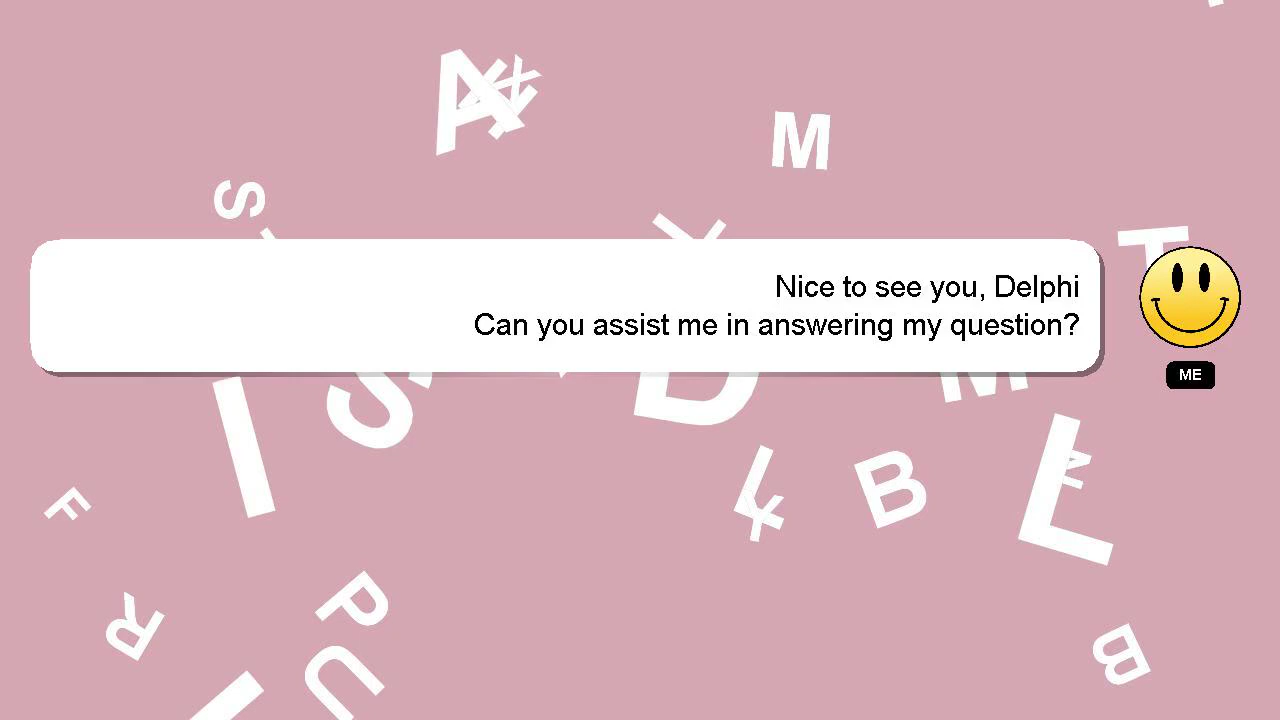 Nice to see you, Delphi
Can you assist me in answering my question?
ME
A
M
S
T
I
S
D
M
L
B
F
L
Y
R
P
U
B